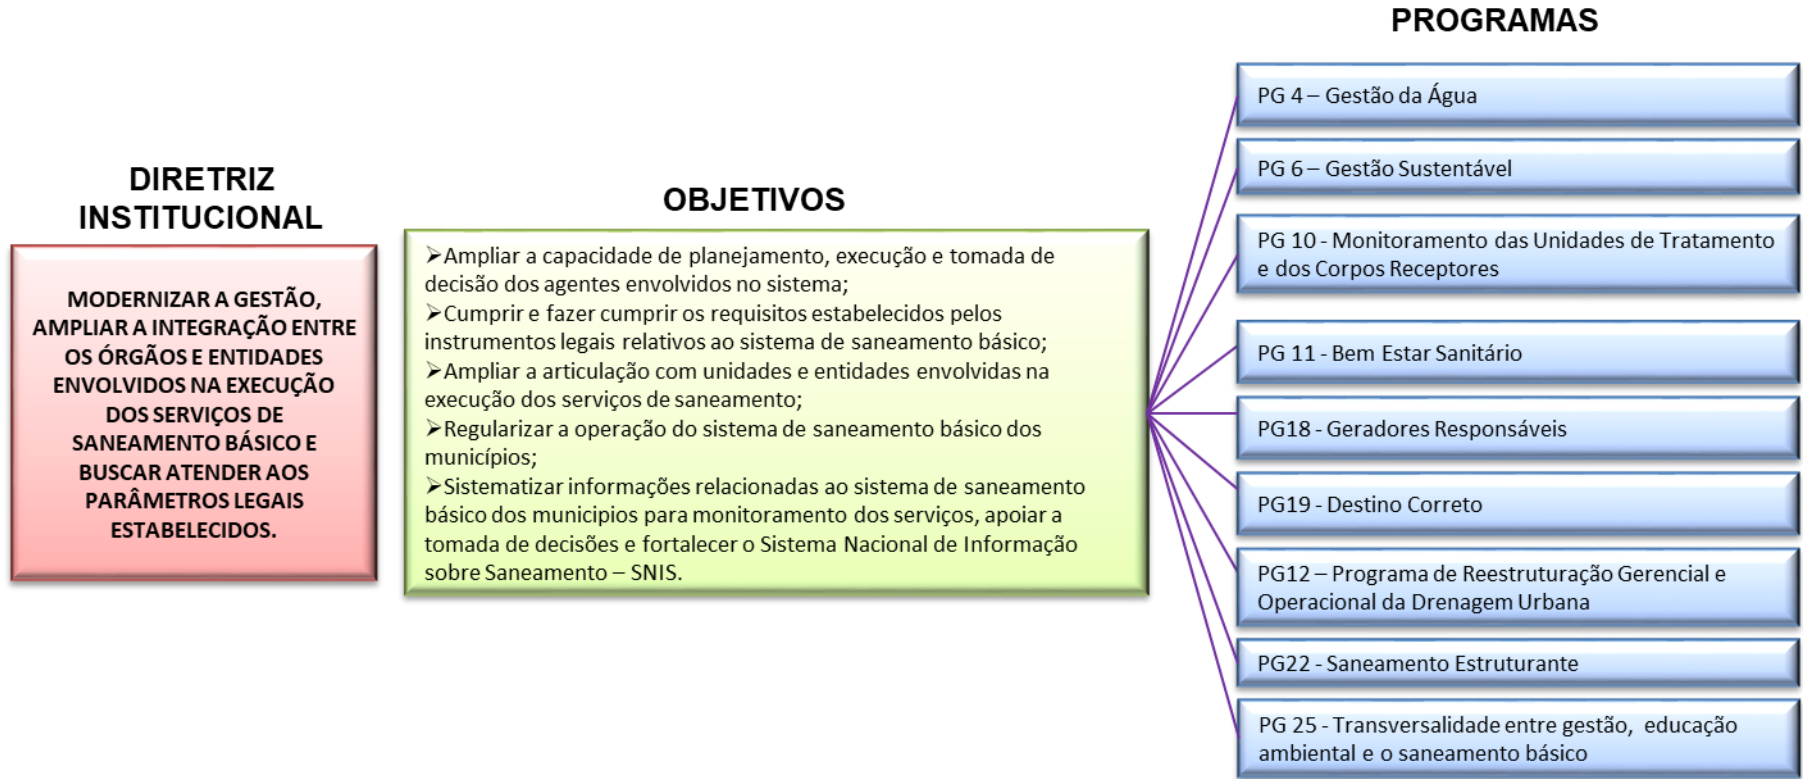 DIRETRIZ
INSTITUCIONAL
MODERNIZAR A GESTÃO,
AMPLIAR A INTEGRAÇÃO ENTRE
OS ÓRGÃOS E ENTIDADES
ENVOLVIDOS NA EXECUÇÃO
DOS SERVIÇOS DE
SANEAMENTO BÁSICO E
BUSCAR ATENDER AOS
PARÂMETROS LEGAIS
ESTABELECIDOS.
OBJETIVOS
➢Ampliar a capacidade de planejamento, execução e tomada de
decisão dos agentes envolvidos no sistema;
➢Cumprir e fazer cumprir os requisitos estabelecidos pelos
instrumentos legais relativos ao sistema de saneamento básico;
➢Ampliar a articulação com unidades e entidades envolvidas na
execução dos serviços de saneamento;
➢Regularizar a operação do sistema de saneamento básico dos
municípios;
➢Sistematizar informações relacionadas ao sistema de saneamento
básico dos municipios para monitoramento dos serviços, apoiar a
tomada de decisões e fortalecer o Sistema Nacional de Informação
sobre Saneamento – SNIS.
PROGRAMAS
PG 4 – Gestão da Água
PG 6 – Gestão Sustentável
PG 10 - Monitoramento das Unidades de Tratamento
e dos Corpos Receptores
PG 11 - Bem Estar Sanitário
PG18 - Geradores Responsáveis
PG19 - Destino Correto
PG12 – Programa de Reestruturação Gerencial e
Operacional da Drenagem Urbana
PG22 - Saneamento Estruturante
PG 25 - Transversalidade entre gestão, educação
ambiental e o saneamento básico